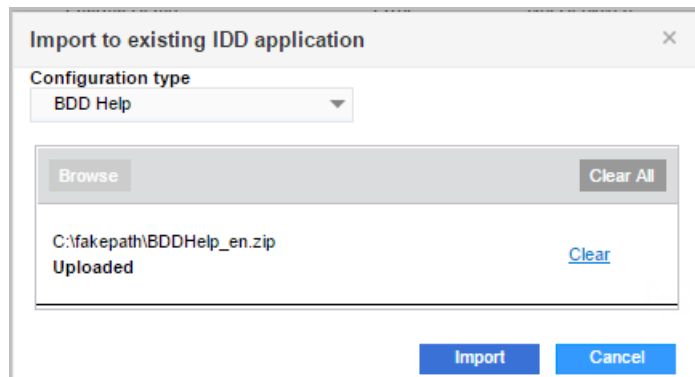 Import to existing IDD application
Configuration type
BDD Help
Browse
Clear All
C:\fakepath\BDDHelp_en.zip
Clear
Uploaded
Import
Cancel